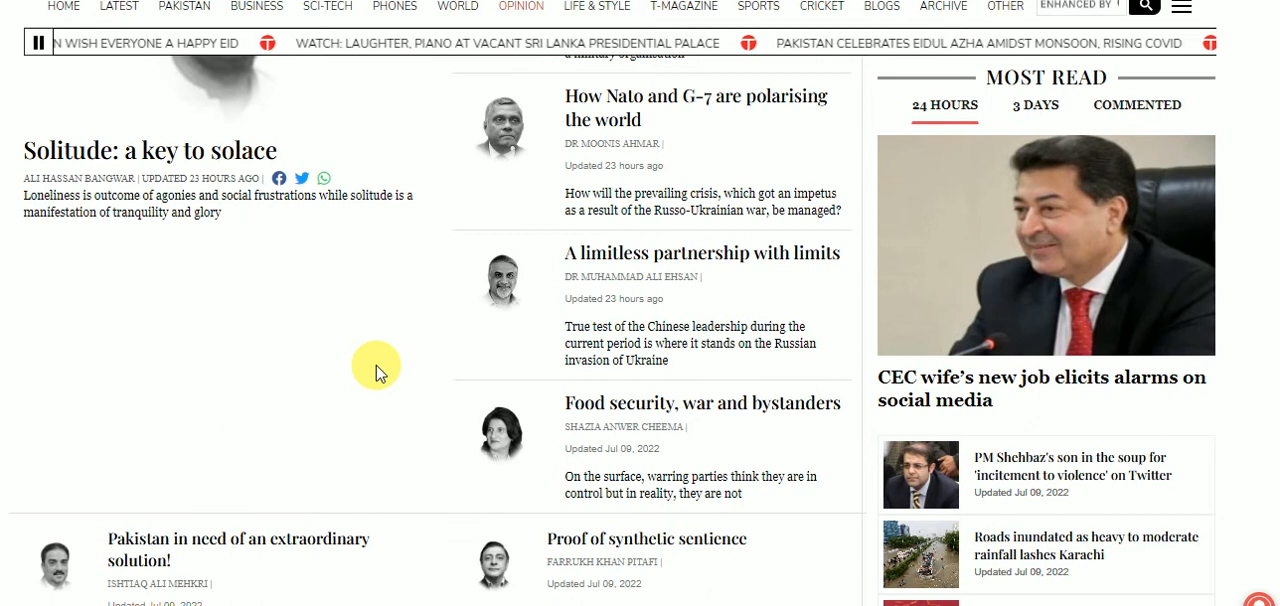 HOME LATEST PAKISTAN BUSINESS SCI-TECH PHONES WORLD OPINION LIFE & STYLE T-MAGAZINE SPORTS CRICKET BLOGS ARCHIVE OTHER ENHANCED BY
N WISH EVERYONE A HAPPY EID WATCH: LAUGHTER, PIANO AT VACANT SRI LANKA PRESIDENTIAL PALACE PAKISTAN CELEBRATES EIDUL AZHA AMIDST MONSOON, RISING COVID
Solitude: a key to solace
ALI HASSAN BANGWAR | UPDATED 23 HOURS AGO |
Loneliness is outcome of agonies and social frustrations while solitude is a
manifestation of tranquility and glory
a military organisation
How Nato and G-7 are polarising
the world
DR MOONIS AHMAR |
Updated 23 hours ago
How will the prevailing crisis, which got an impetus
as a result of the Russo-Ukrainian war, be managed?
A limitless partnership with limits
DR MUHAMMAD ALI EHSAN |
Updated 23 hours ago
True test of the Chinese leadership during the
current period is where it stands on the Russian
invasion of Ukraine
Food security, war and bystanders
SHAZIA ANWER CHEEMA |
Updated Jul 09, 2022
On the surface, warring parties think they are in
control but in reality, they are not
Pakistan in need of an extraordinary
solution!
ISHTIAQ ALI MEHKRI |
Updated Jul 09, 2022
Proof of synthetic sentience
FARRUKH KHAN PITAFI |
Updated Jul 09, 2022
MOST READ
24 HOURS 3 DAYS COMMENTED
CEC wife's new job elicits alarms on
social media
PM Shehbaz's son in the soup for
'incitement to violence' on Twitter
Updated Jul 09, 2022
Roads inundated as heavy to moderate
rainfall lashes Karachi
Updated Jul 09, 2022